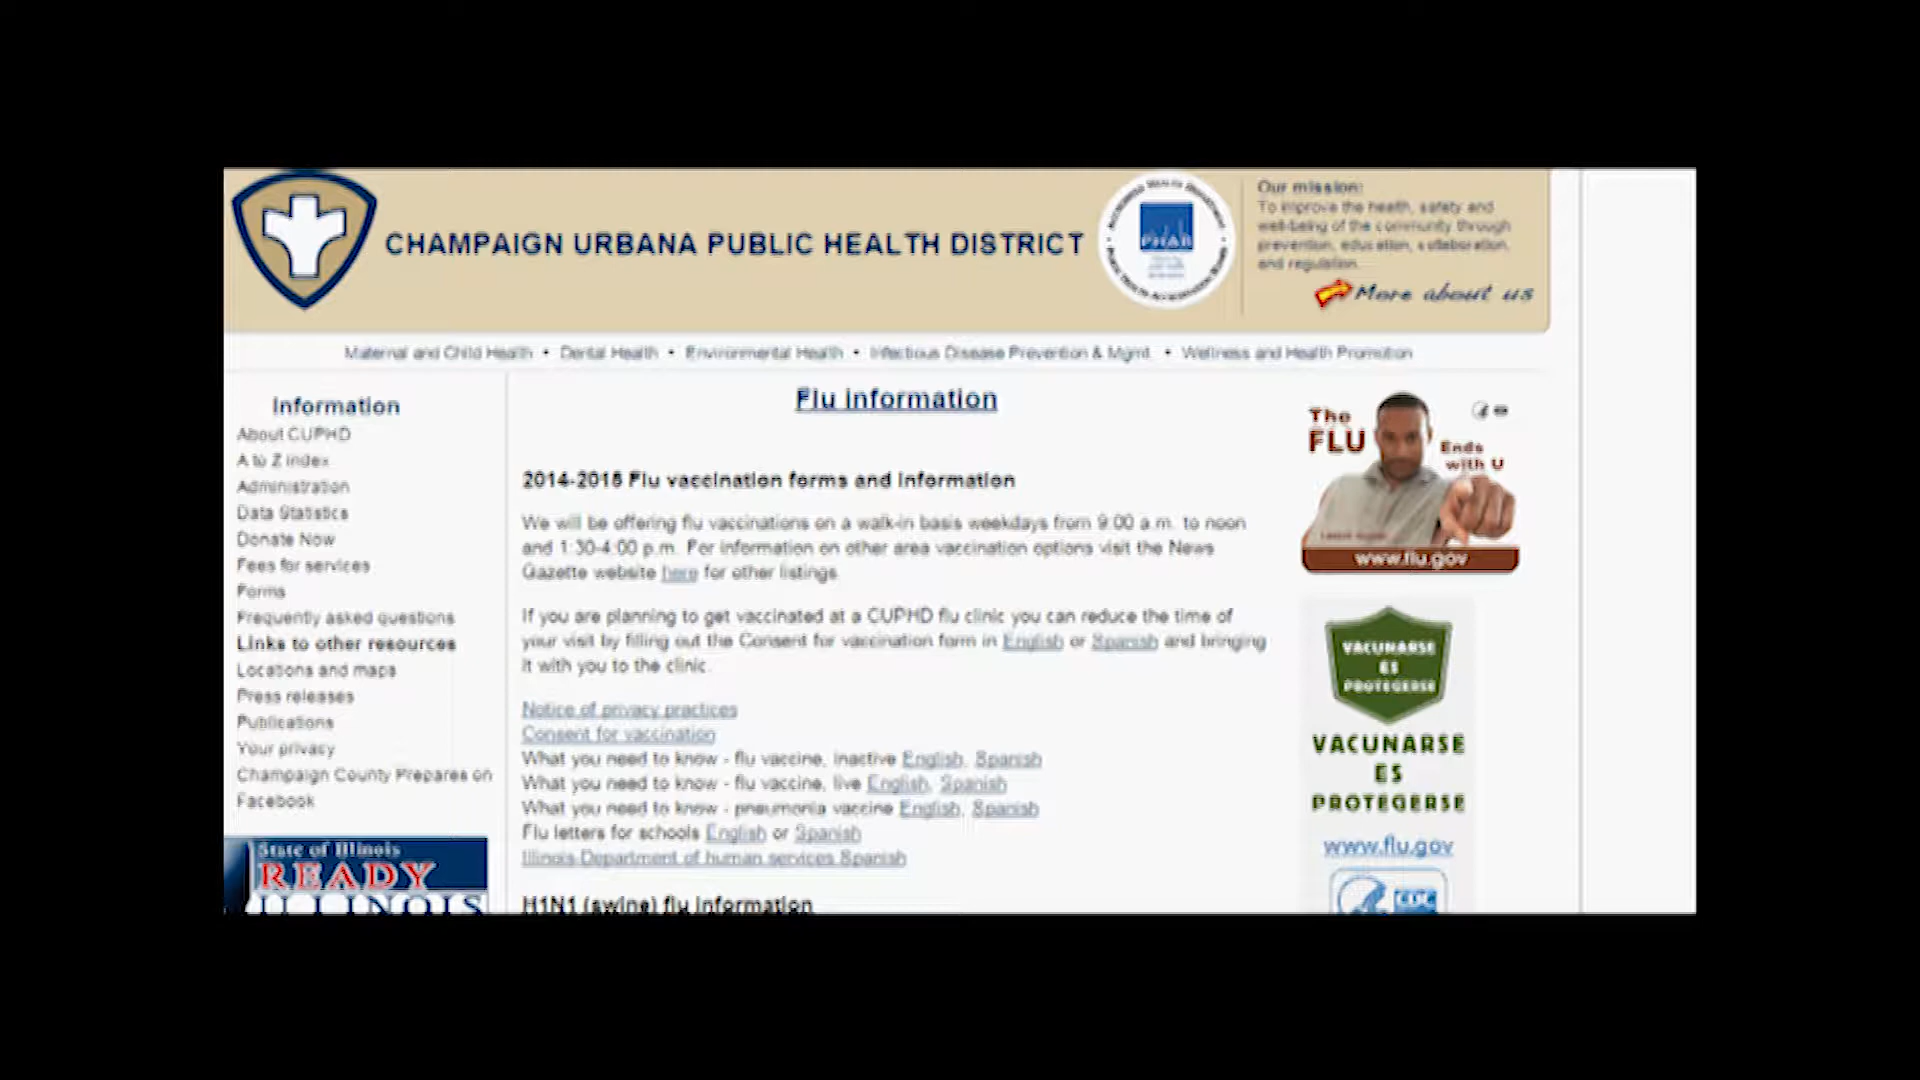 CHAMPAIGN URBANA PUBLIC HEALTH DISTRICT
PHAB
Our mission:
To improve the health, safety and
well-being of the community through
prevention, education, collaboration,
and regulation.
More about us
Maternal and Child Health • Dental Health • Environmental Health • Infectious Disease Prevention & Mgmt. • Wellness and Health Promotion
Information
About CUPHD
A to Z Index
Administration
Data Statistics
Donate Now
Fees for services
Forms
Frequently asked questions
Links to other resources
Locations and maps
Press releases
Publications
Your privacy
Champaign County Prepares on
Facebook
State of Illinois
READY
ILLINOIS
Flu information
2014-2015 Flu vaccination forms and information
We will be offering flu vaccinations on a walk-in basis weekdays from 9:00 a.m. to noon
and 1:30-4:00 p.m. For information on other area vaccination options visit the News
Gazette website here for other listings.
If you are planning to get vaccinated at a CUPHD flu clinic you can reduce the time of
your visit by filling out the Consent for vaccination form in English or Spanish and bringing
it with you to the clinic.
Notice of privacy practices
Consent for vaccination
What you need to know - flu vaccine, inactive English, Spanish
What you need to know - flu vaccine, live English, Spanish
What you need to know - pneumonia vaccine English, Spanish
Flu letters for schools English or Spanish
Illinois Department of human services Spanish
H1N1 (swine) flu information
The
FLU
Ends
with U
www.flu.gov
VACUNARSE
ES
PROTEGERSE
VACUNARSE
ES
PROTEGERSE
www.flu.gov
CDC